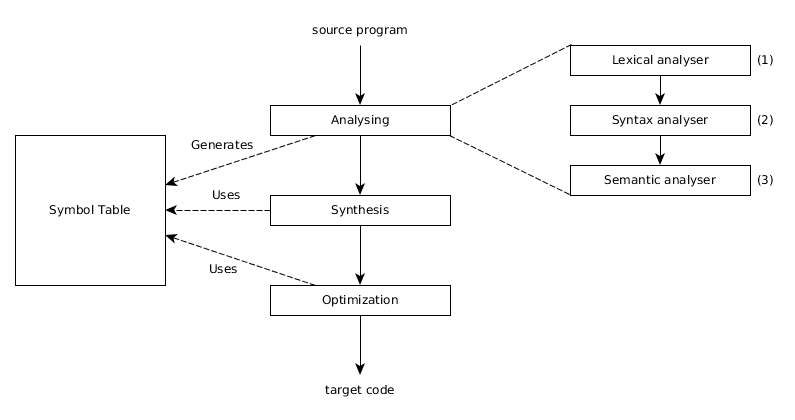 source program
Lexical analyser (1)
Analysing
Syntax analyser (2)
Generates
Semantic analyser (3)
Uses
Symbol Table
Synthesis
Uses
Optimization
target code